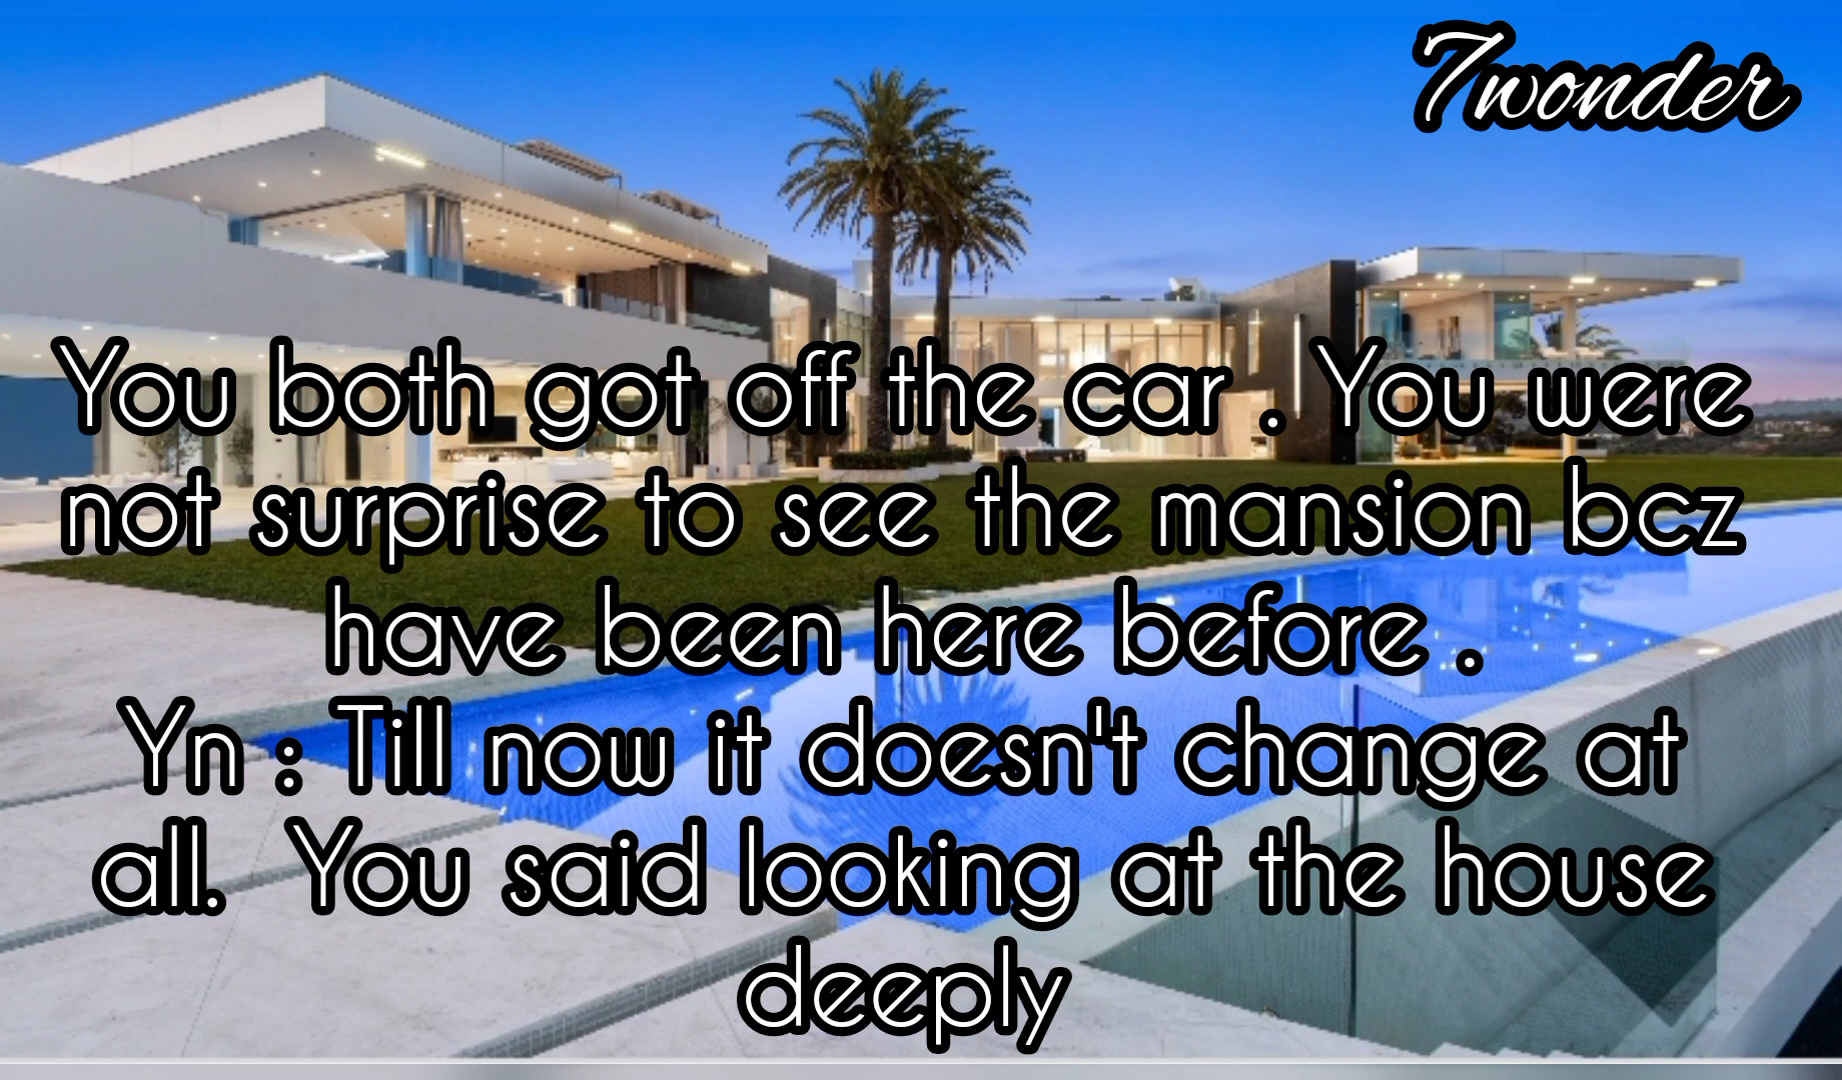 7wonder
You both got off the car . You were
not surprise to see the mansion bcz
have been here before .
Yn : Till now it doesn't change at
all.  You said looking at the house
deeply